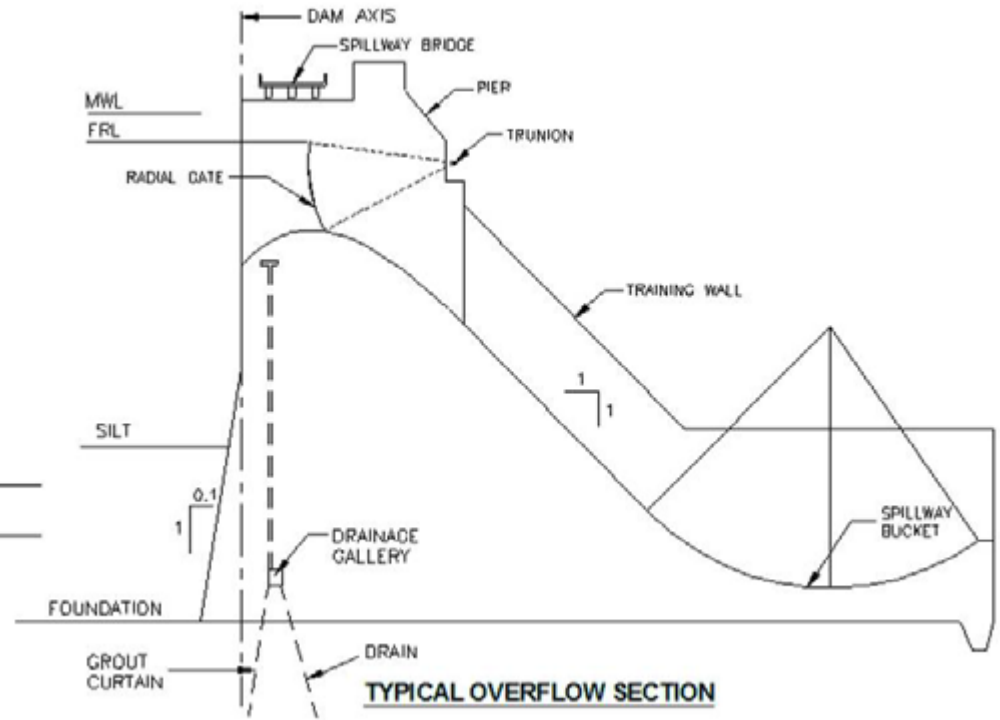 DAM AXIS
SPILLWAY BRIDGE
PIER
MWL
FRL
TRUNION
RADIAL GATE
TRAINING WALL
1
1
SILT
0.1
1
SPILLWAY
BUCKET
DRAINAGE
GALLERY
FOUNDATION
GROUT
CURTAIN
DRAIN
TYPICAL OVERFLOW SECTION